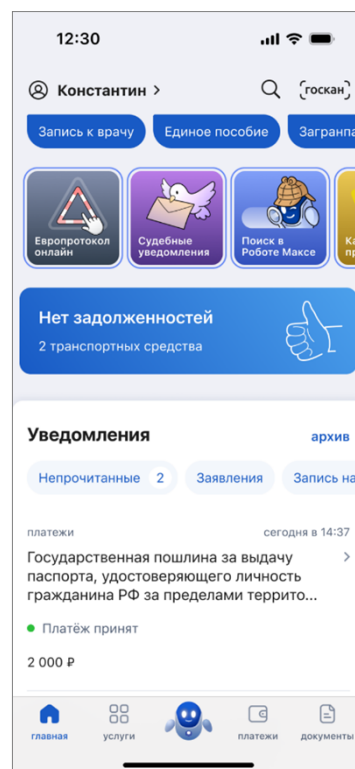 12:30
Константин >
госкан
Запись к врачу
Единое пособие
Загранпа
Европротокол
онлайн
Судебные
уведомления
Поиск в
Роботе Максе
Ка
пр
Нет задолженностей
2 транспортных средства
Уведомления
архив
Непрочитанные 2
Заявления
Запись на
платежи
сегодня в 14:37
Государственная пошлина за выдачу
паспорта, удостоверяющего личность
гражданина РФ за пределами террито...
Платёж принят
2 000 ₽
главная
услуги
платежи
документы